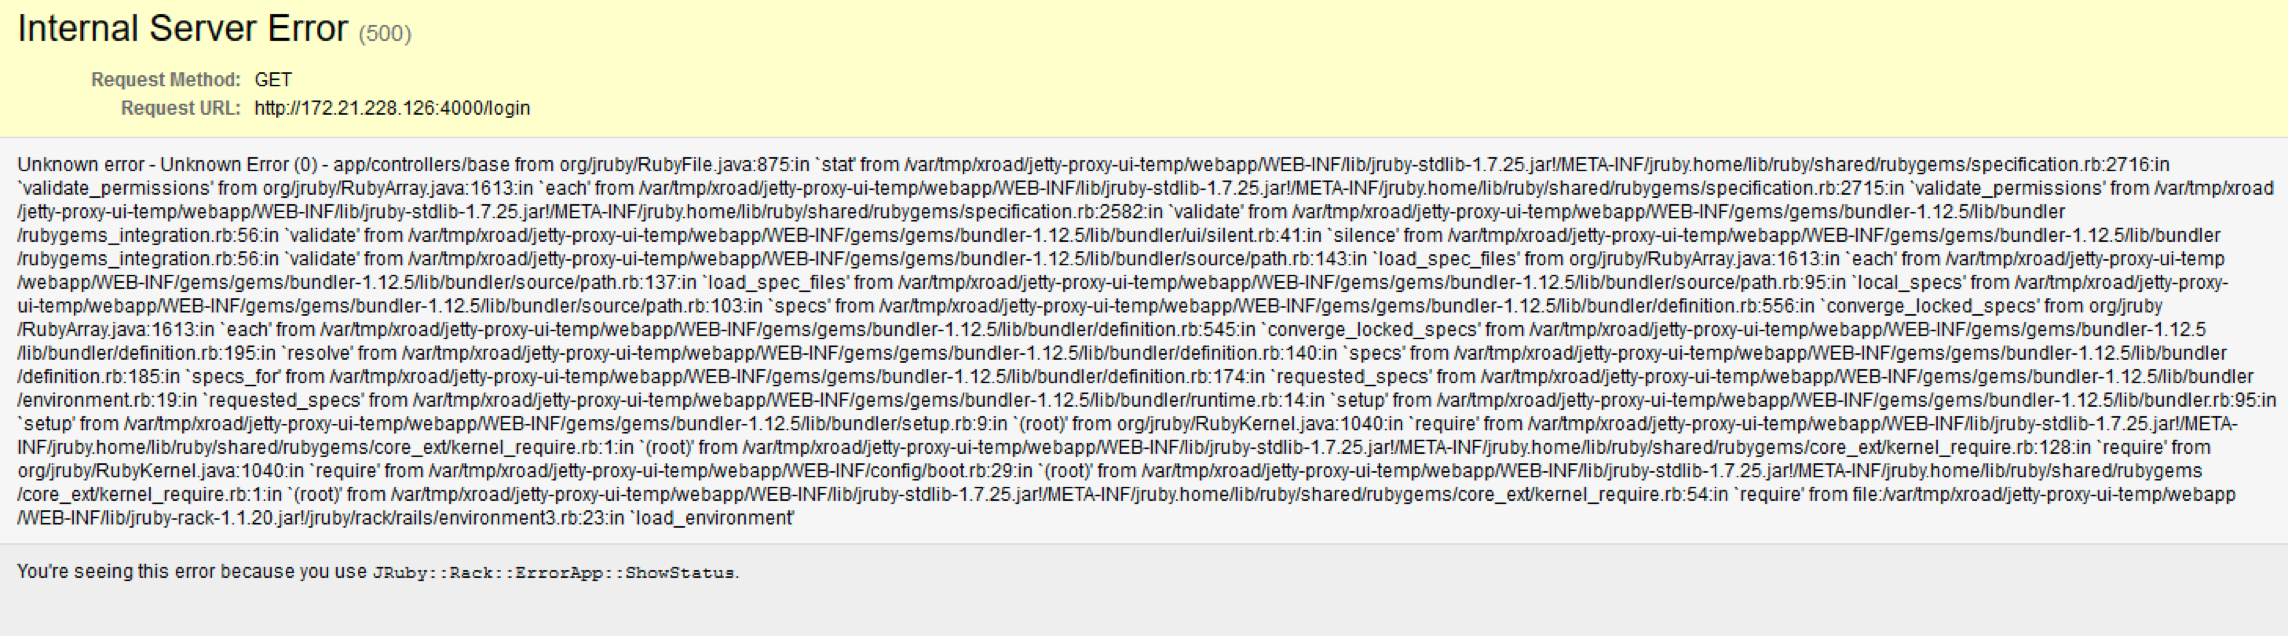 Internal Server Error (500)
Request Method: GET
Request URL: http://172.21.228.126:4000/login
Unknown error - Unknown Error (0) - app/controllers/base from org/jruby/RubyFile.java:875:in `stat' from /var/tmp/xroad/jetty-proxy-ui-temp/webapp/WEB-INF/lib/jruby-stdlib-1.7.25.jar!/META-INF/jruby.home/lib/ruby/shared/rubygems/specification.rb:2716:in
`validate_permissions' from org/jruby/RubyArray.java:1613:in `each' from /var/tmp/xroad/jetty-proxy-ui-temp/webapp/WEB-INF/lib/jruby-stdlib-1.7.25.jar!/META-INF/jruby.home/lib/ruby/shared/rubygems/specification.rb:2715:in `validate_permissions' from /var/tmp/xroad
/jetty-proxy-ui-temp/webapp/WEB-INF/lib/jruby-stdlib-1.7.25.jar!/META-INF/jruby.home/lib/ruby/shared/rubygems/specification.rb:2582:in `validate' from /var/tmp/xroad/jetty-proxy-ui-temp/webapp/WEB-INF/gems/gems/bundler-1.12.5/lib/bundler
/rubygems_integration.rb:56:in `validate' from /var/tmp/xroad/jetty-proxy-ui-temp/webapp/WEB-INF/gems/gems/bundler-1.12.5/lib/bundler/ui/silent.rb:41:in `silence' from /var/tmp/xroad/jetty-proxy-ui-temp/webapp/WEB-INF/gems/gems/bundler-1.12.5/lib/bundler
/rubygems_integration.rb:56:in `validate' from /var/tmp/xroad/jetty-proxy-ui-temp/webapp/WEB-INF/gems/gems/bundler-1.12.5/lib/bundler/source/path.rb:143:in `load_spec_files' from org/jruby/RubyArray.java:1613:in `each' from /var/tmp/xroad/jetty-proxy-ui-temp
/webapp/WEB-INF/gems/gems/bundler-1.12.5/lib/bundler/source/path.rb:137:in `load_spec_files' from /var/tmp/xroad/jetty-proxy-ui-temp/webapp/WEB-INF/gems/gems/bundler-1.12.5/lib/bundler/source/path.rb:95:in `local_specs' from /var/tmp/xroad/jetty-proxy-
ui-temp/webapp/WEB-INF/gems/gems/bundler-1.12.5/lib/bundler/source/path.rb:103:in `specs' from /var/tmp/xroad/jetty-proxy-ui-temp/webapp/WEB-INF/gems/gems/bundler-1.12.5/lib/bundler/definition.rb:556:in `converge_locked_specs' from org/jruby
/RubyArray.java:1613:in `each' from /var/tmp/xroad/jetty-proxy-ui-temp/webapp/WEB-INF/gems/gems/bundler-1.12.5/lib/bundler/definition.rb:545:in `converge_locked_specs' from /var/tmp/xroad/jetty-proxy-ui-temp/webapp/WEB-INF/gems/gems/bundler-1.12.5
/lib/bundler/definition.rb:195:in `resolve' from /var/tmp/xroad/jetty-proxy-ui-temp/webapp/WEB-INF/gems/gems/bundler-1.12.5/lib/bundler/definition.rb:140:in `specs' from /var/tmp/xroad/jetty-proxy-ui-temp/webapp/WEB-INF/gems/gems/bundler-1.12.5/lib/bundler
/definition.rb:185:in `specs_for' from /var/tmp/xroad/jetty-proxy-ui-temp/webapp/WEB-INF/gems/gems/bundler-1.12.5/lib/bundler/definition.rb:174:in `requested_specs' from /var/tmp/xroad/jetty-proxy-ui-temp/webapp/WEB-INF/gems/gems/bundler-1.12.5/lib/bundler
/environment.rb:19:in `requested_specs' from /var/tmp/xroad/jetty-proxy-ui-temp/webapp/WEB-INF/gems/gems/bundler-1.12.5/lib/bundler/runtime.rb:14:in `setup' from /var/tmp/xroad/jetty-proxy-ui-temp/webapp/WEB-INF/gems/gems/bundler-1.12.5/lib/bundler.rb:95:in
`setup' from /var/tmp/xroad/jetty-proxy-ui-temp/webapp/WEB-INF/gems/gems/bundler-1.12.5/lib/bundler/setup.rb:9:in `(root)' from org/jruby/RubyKernel.java:1040:in `require' from /var/tmp/xroad/jetty-proxy-ui-temp/webapp/WEB-INF/lib/jruby-stdlib-1.7.25.jar!/META-
INF/jruby.home/lib/ruby/shared/rubygems/core_ext/kernel_require.rb:1:in `(root)' from /var/tmp/xroad/jetty-proxy-ui-temp/webapp/WEB-INF/lib/jruby-stdlib-1.7.25.jar!/META-INF/jruby.home/lib/ruby/shared/rubygems/core_ext/kernel_require.rb:128:in `require' from
org/jruby/RubyKernel.java:1040:in `require' from /var/tmp/xroad/jetty-proxy-ui-temp/webapp/WEB-INF/config/boot.rb:29:in `(root)' from /var/tmp/xroad/jetty-proxy-ui-temp/webapp/WEB-INF/lib/jruby-stdlib-1.7.25.jar!/META-INF/jruby.home/lib/ruby/shared/rubygems
/core_ext/kernel_require.rb:1:in `(root)' from /var/tmp/xroad/jetty-proxy-ui-temp/webapp/WEB-INF/lib/jruby-stdlib-1.7.25.jar!/META-INF/jruby.home/lib/ruby/shared/rubygems/core_ext/kernel_require.rb:54:in `require' from file:/var/tmp/xroad/jetty-proxy-ui-temp/webapp
/WEB-INF/lib/jruby-rack-1.1.20.jar!/jruby/rack/rails/environment3.rb:23:in `load_environment'
You're seeing this error because you use JRuby::Rack::ErrorApp::ShowStatus.